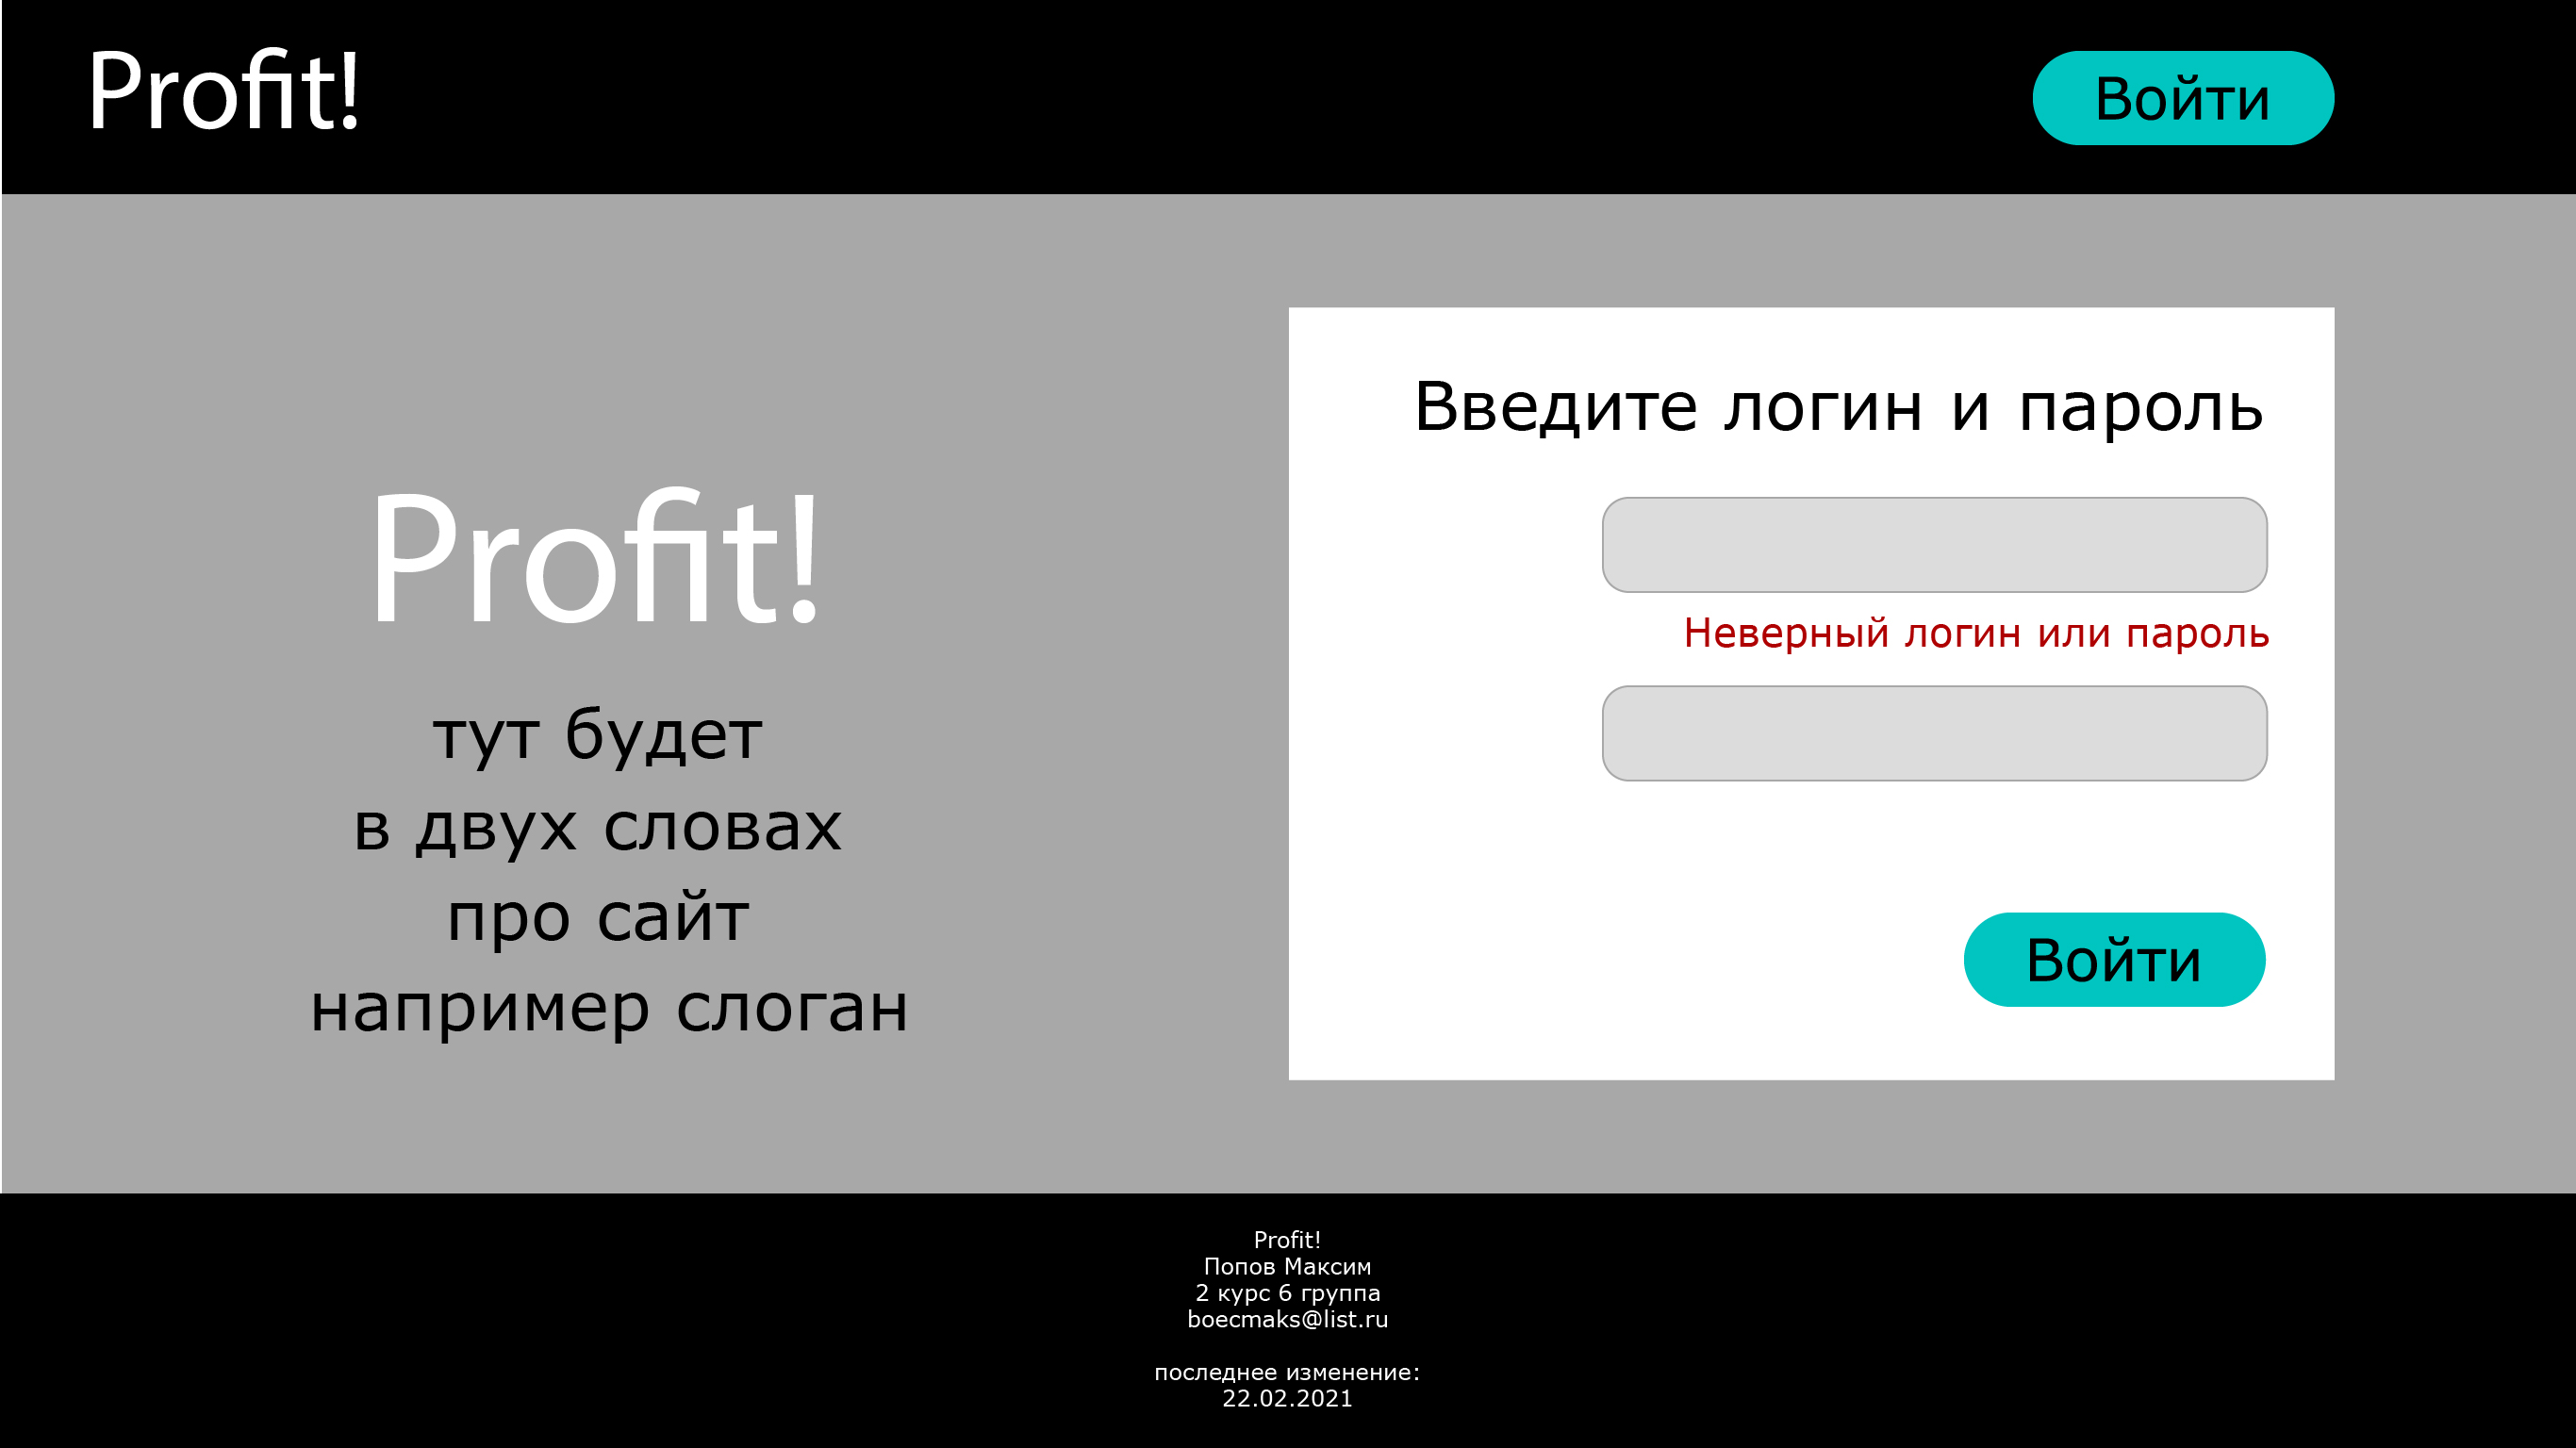 Profit!
Войти
Profit!
тут будет
в двух словах
про сайт
например слоган
Введите логин и пароль
Неверный логин или пароль
Войти
Profit!
Попов Максим
2 курс 6 группа
boecmaks@list.ru
последнее изменение:
22.02.2021